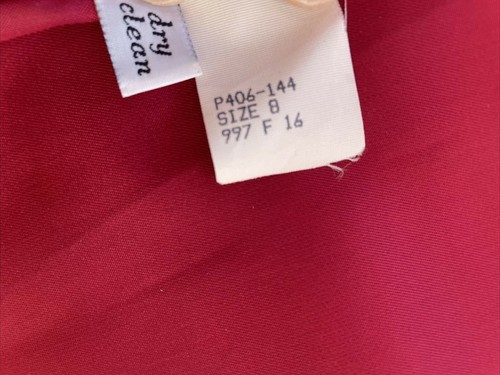 dry
clean
P406-144
SIZE 8
997 F 16